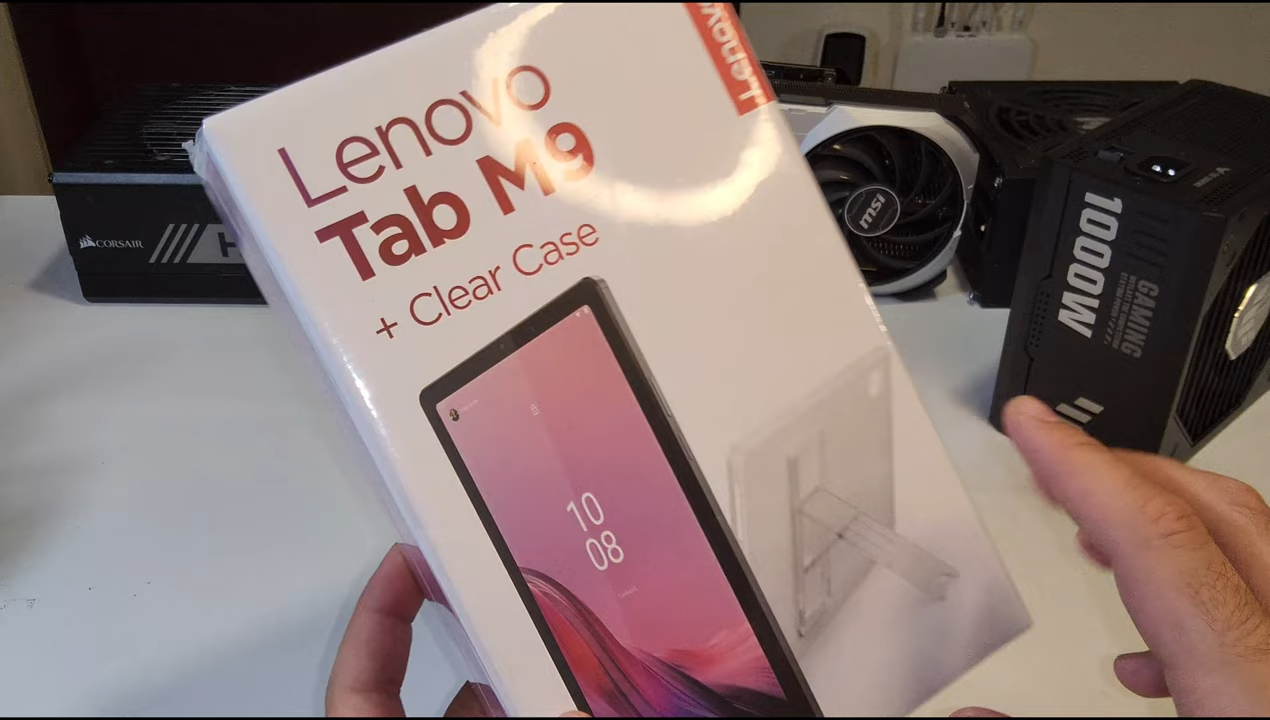 Lenovo
Tab M9
+ Clear Case
Lenovo
10
08
CORSAIR
H
msi
1000W
GAMING